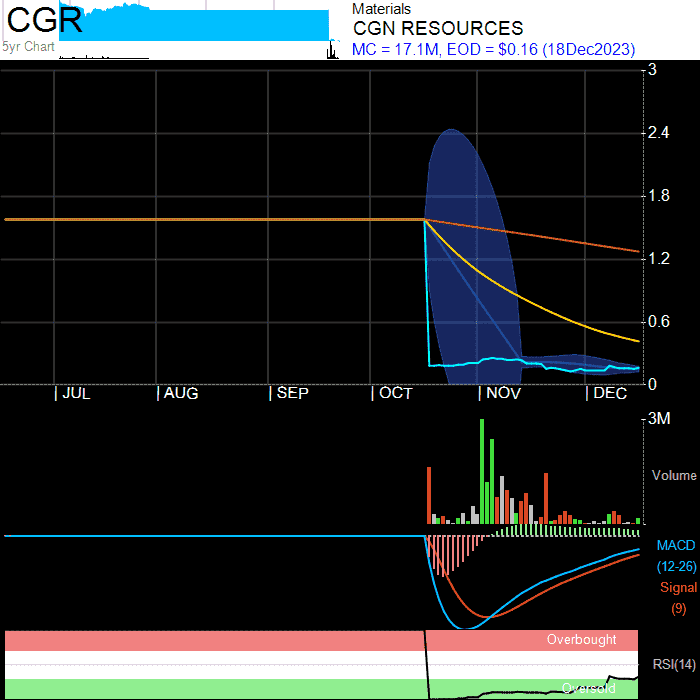 CGR
5yr Chart
Materials
CGN RESOURCES
MC = 17.1M, EOD = $0.16 (18Dec2023)
3
2.4
1.8
1.2
0.6
0
| JUL | AUG | SEP | OCT | NOV | DEC
3M
Volume
MACD
(12-26)
Signal
(9)
Overbought
RSI(14)
Oversold